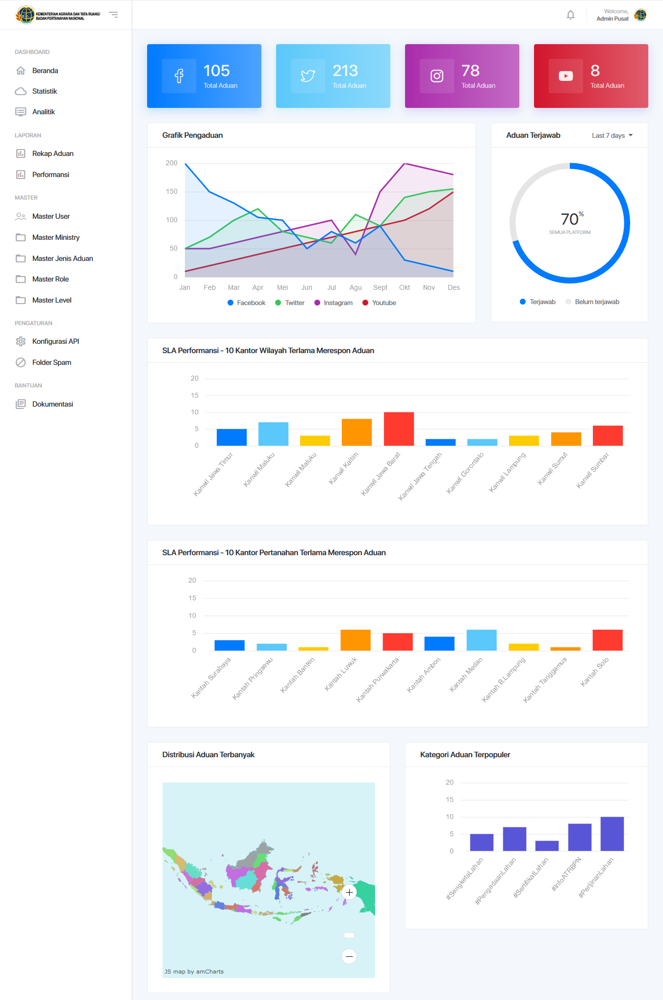 KEMENTERIAN AGRARIA DAN TATA RUANG/
BADAN PERTANAHAN NASIONAL
Welcome,
Admin Pusat
DASHBOARD
Beranda
Statistik
Analitik
LAPORAN
Rekap Aduan
Performansi
MASTER
Master User
Master Ministry
Master Jenis Aduan
Master Role
Master Level
PENGATURAN
Konfigurasi API
Folder Spam
BANTUAN
Dokumentasi
105
Total Aduan
213
Total Aduan
78
Total Aduan
8
Total Aduan
Grafik Pengaduan
200
150
100
50
0
Jan Feb Mar Apr Mei Jun Jul Agu Sept Okt Nov Des
Facebook Twitter Instagram Youtube
Aduan Terjawab
Last 7 days
70%
SEMUA PLATFORM
Terjawab Belum terjawab
SLA Performansi - 10 Kantor Wilayah Terlama Merespon Aduan
20
15
10
5
0
Kanwil Jawa Timur
Kanwil Maluku
Kanwil Maluku
Kanwil Kaltim
Kanwil Jawa Barat
Kanwil Jawa Tengah
Kanwil Gorontalo
Kanwil Lampung
Kanwil Sumut
Kanwil Sumbar
SLA Performansi - 10 Kantor Pertanahan Terlama Merespon Aduan
20
15
10
5
0
Kantah Surabaya
Kantah Pringsewu
Kantah Banten
Kantah Luwuk
Kantah Purwakarta
Kantah Ambon
Kantah Medan
Kantah B.Lampung
Kantah Tanggamus
Kantah Solo
Distribusi Aduan Terbanyak
+
−
JS map by amCharts
Kategori Aduan Terpopuler
20
15
10
5
0
#SengketaLahan
#PengadaanLahan
#SertifikatLahan
#InfoATRBPN
#PerijinanLahan